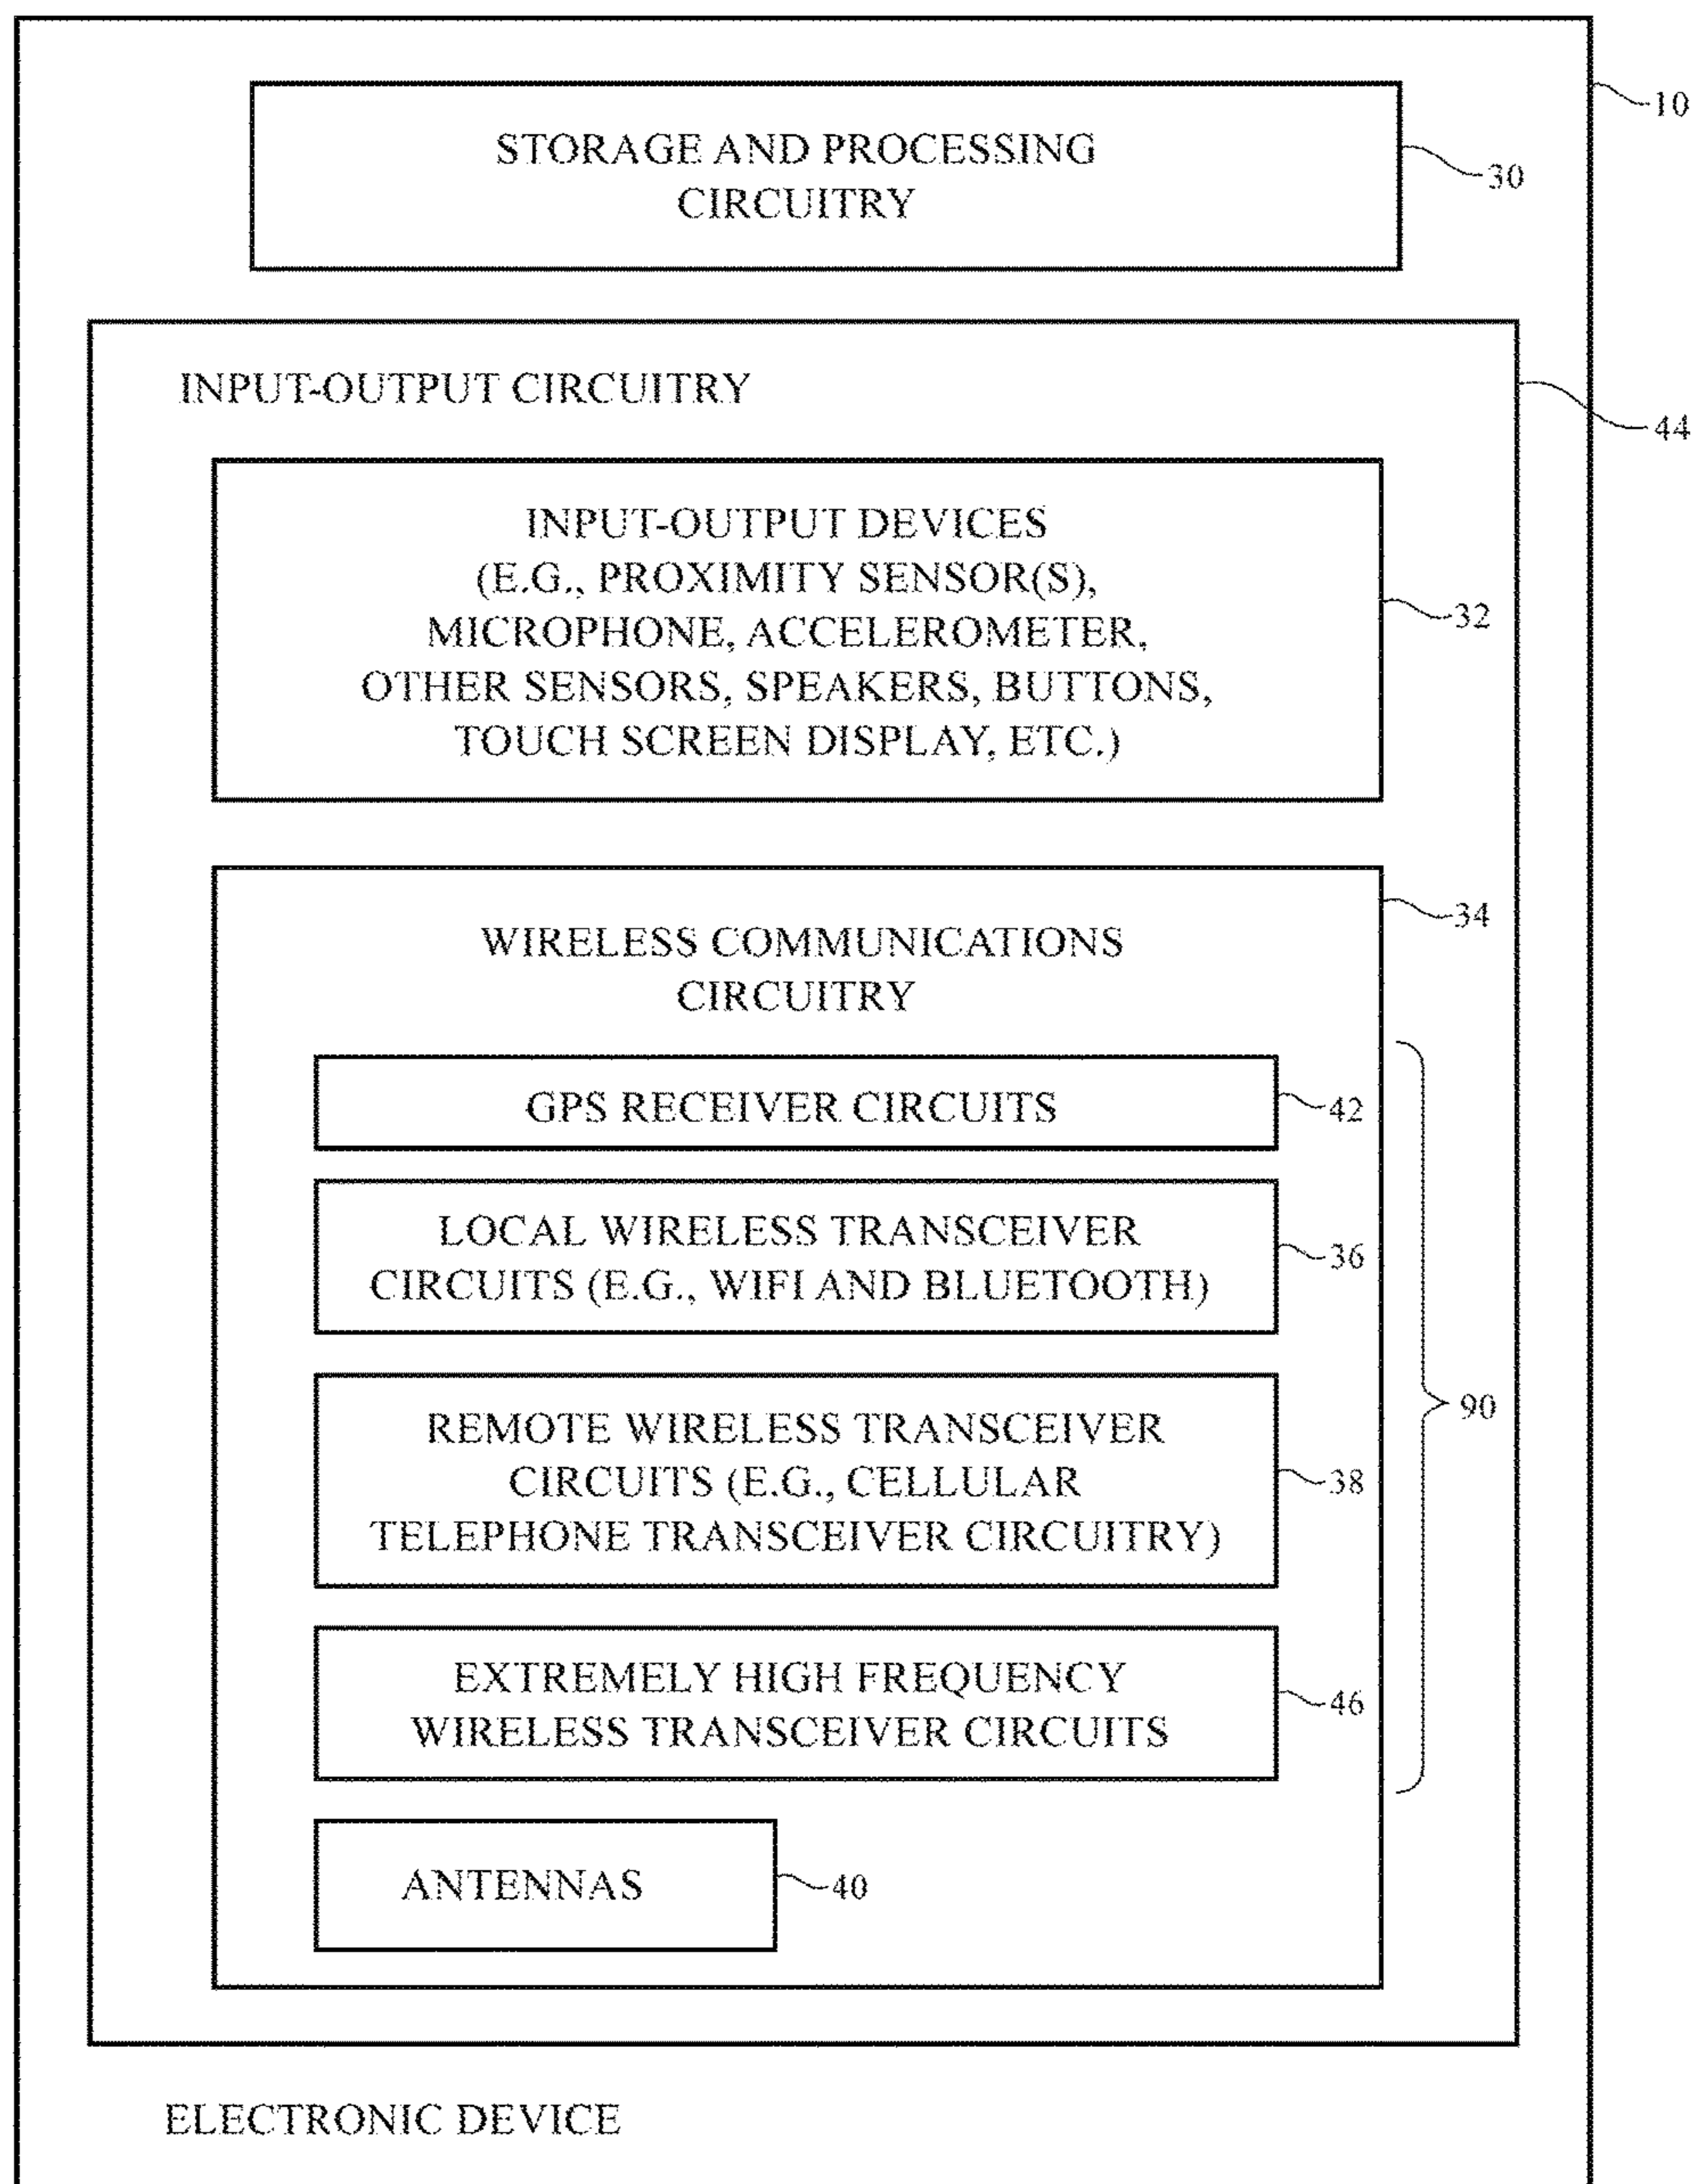 10
STORAGE AND PROCESSING
CIRCUITRY
30
INPUT-OUTPUT CIRCUITRY
44
INPUT-OUTPUT DEVICES
(E.G., PROXIMITY SENSOR(S),
MICROPHONE, ACCELEROMETER,
OTHER SENSORS, SPEAKERS, BUTTONS,
TOUCH SCREEN DISPLAY, ETC.)
32
34
WIRELESS COMMUNICATIONS
CIRCUITRY
GPS RECEIVER CIRCUITS
42
LOCAL WIRELESS TRANSCEIVER
CIRCUITS (E.G., WIFI AND BLUETOOTH)
36
90
REMOTE WIRELESS TRANSCEIVER
CIRCUITS (E.G., CELLULAR
TELEPHONE TRANSCEIVER CIRCUITRY)
38
EXTREMELY HIGH FREQUENCY
WIRELESS TRANSCEIVER CIRCUITS
46
ANTENNAS
40
ELECTRONIC DEVICE